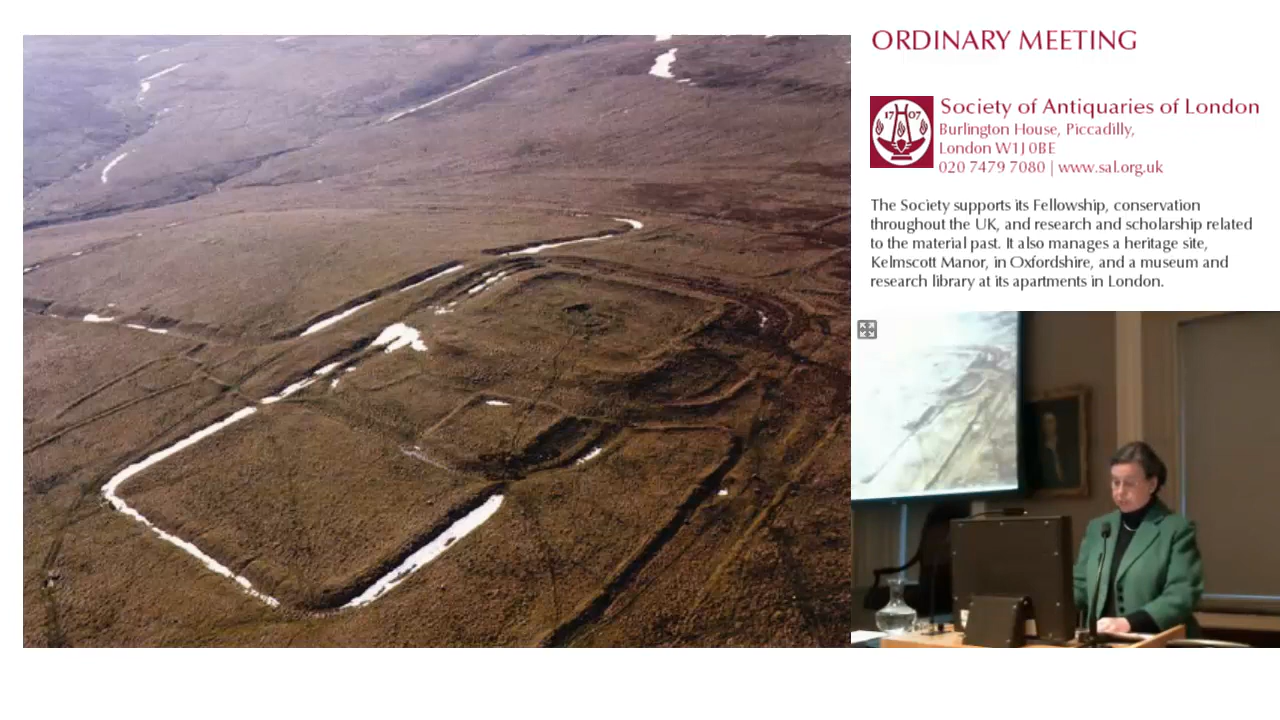 ORDINARY MEETING
Society of Antiquaries of London
Burlington House, Piccadilly,
London W1J 0BE
020 7479 7080 | www.sal.org.uk
17 07
The Society supports its Fellowship, conservation
throughout the UK, and research and scholarship related
to the material past. It also manages a heritage site,
Kelmscott Manor, in Oxfordshire, and a museum and
research library at its apartments in London.